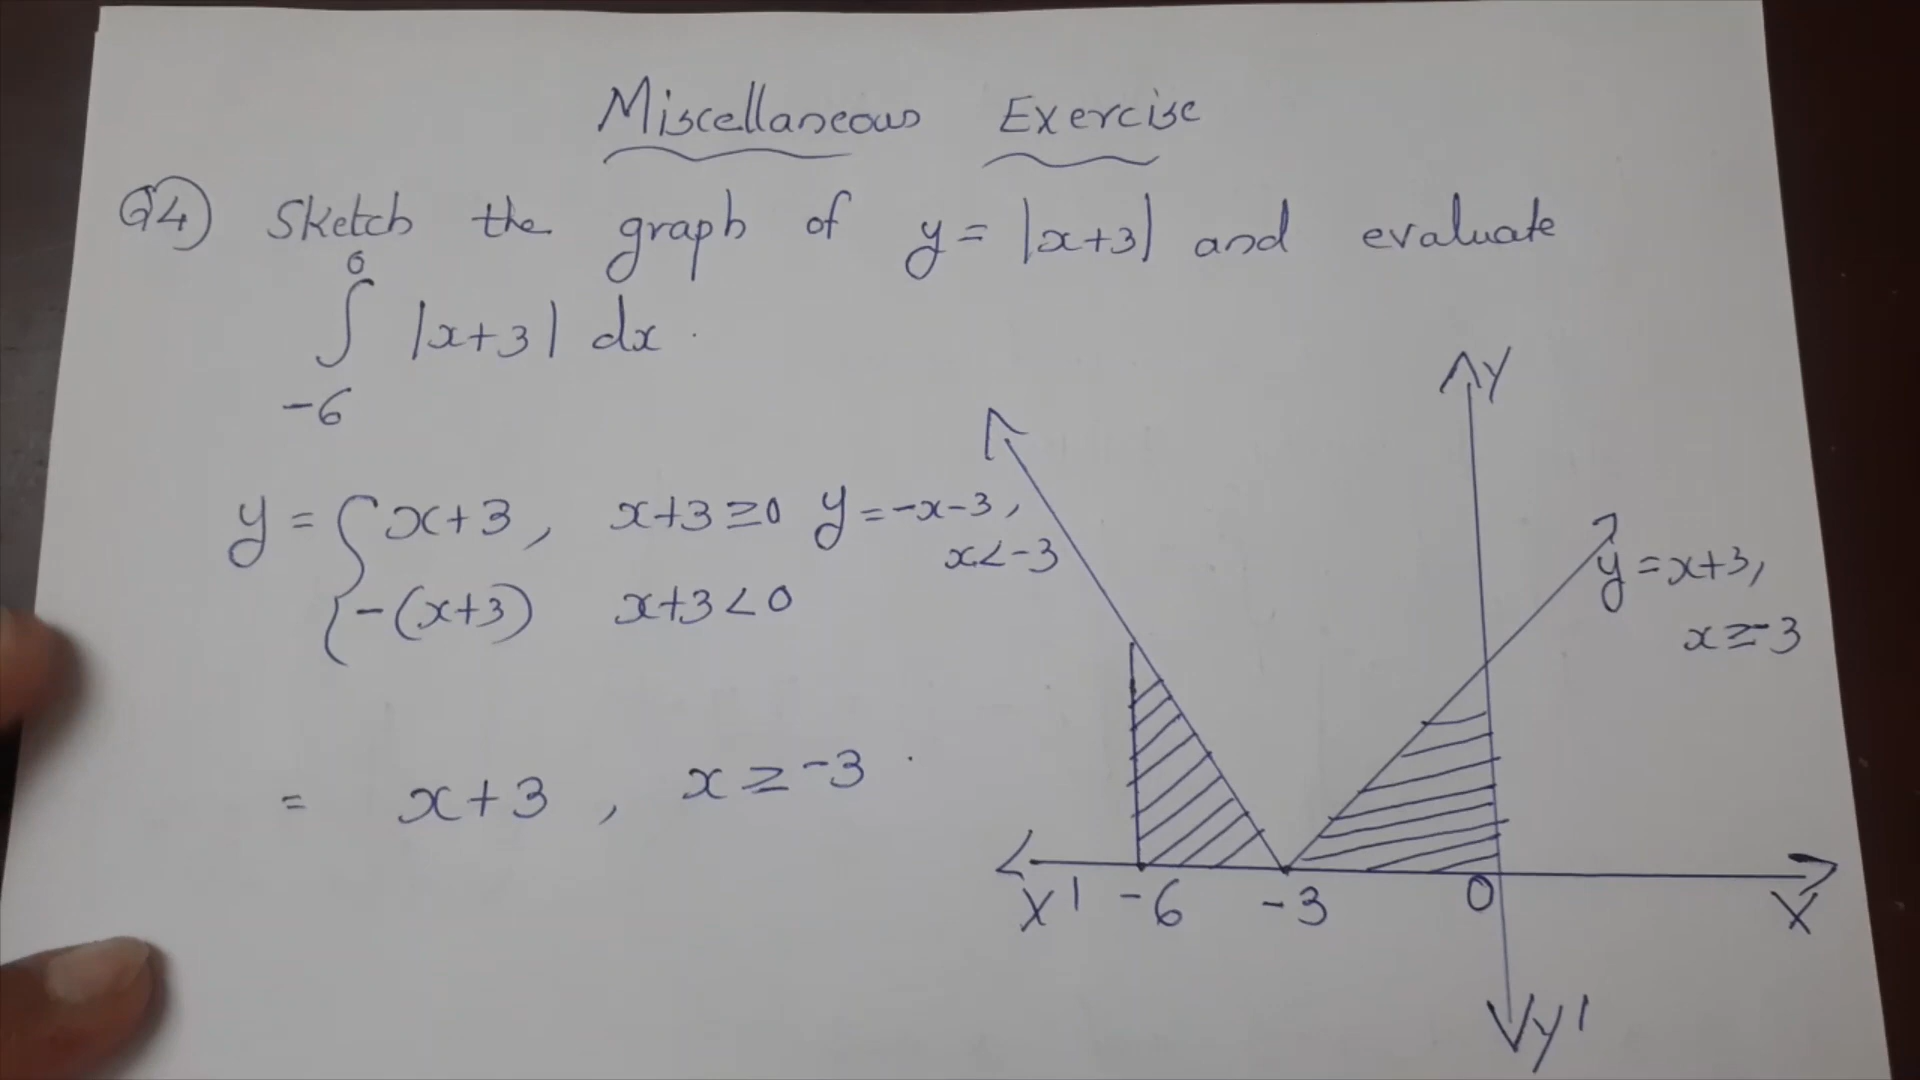 Miscellaneous Exercise
Q4) Sketch the graph of y = |x+3| and evaluate
0
∫ |x+3| dx .
-6
y = { x+3 , x+3 ≥ 0
-(x+3) x+3 < 0
= x+3 , x ≥ -3
y = -x-3 ,
x < -3
Y
y = x+3 ,
x ≥ -3
X' -6 -3 0 X
Y'